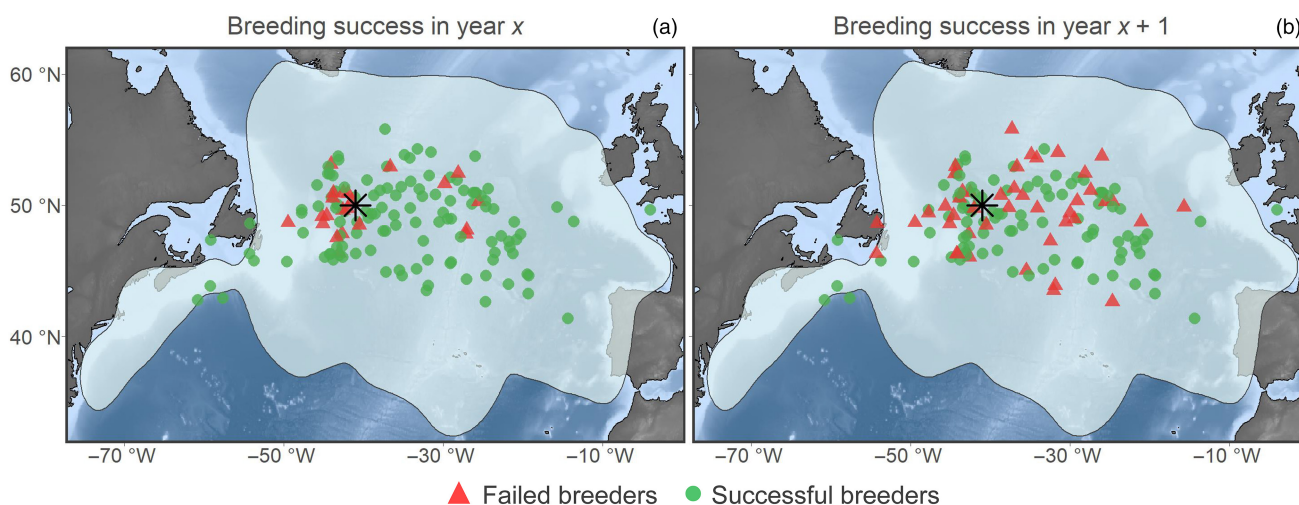 Breeding success in year x
(a)
Breeding success in year x + 1
(b)
60 °N
50 °N
40 °N
−70 °W
−50 °W
−30 °W
−10 °W
−70 °W
−50 °W
−30 °W
−10 °W
Failed breeders
Successful breeders